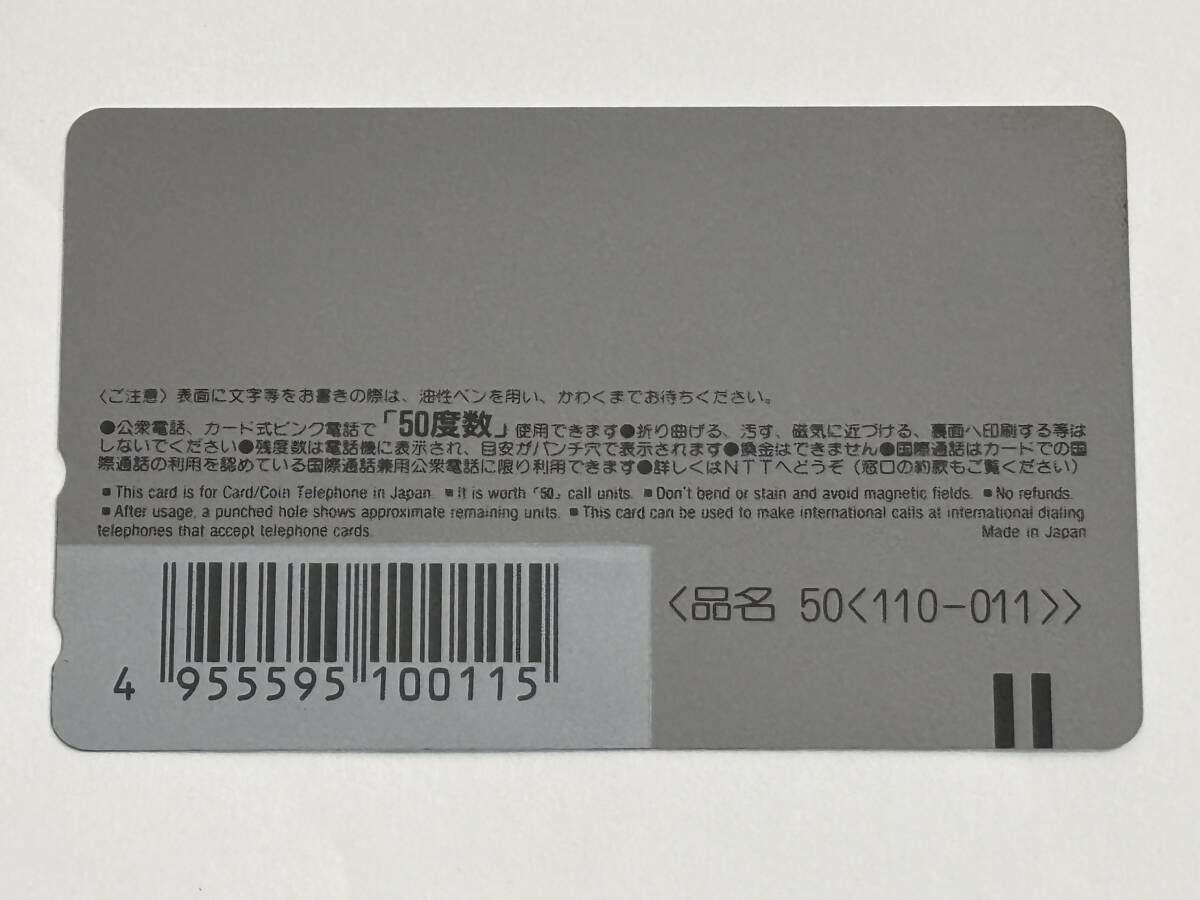 〈ご注意〉表面に文字等をお書きの際は、油性ペンを用い、かわくまでお待ちください。
●公衆電話、カード式ピンク電話で「50度数」使用できます●折り曲げる、汚す、磁気に近づける、裏面へ印刷する等は
しないでください●残度数は電話機に表示され、目安がパンチ穴で表示されます●換金はできません●国際通話はカードでの国
際通話の利用を認めている国際通話兼用公衆電話に限り利用できます●詳しくはNTTへどうぞ(窓口の約款もご覧ください)
■This card is for Card/Coin Telephone in Japan. ■It is worth「50」call units. ■Don't bend or stain and avoid magnetic fields. ■No refunds.
■After usage, a punched hole shows approximate remaining units. ■This card can be used to make international calls at international dialing
telephones that accept telephone cards. Made in Japan
〈品名 50〈110-011〉〉
4 955595 100115